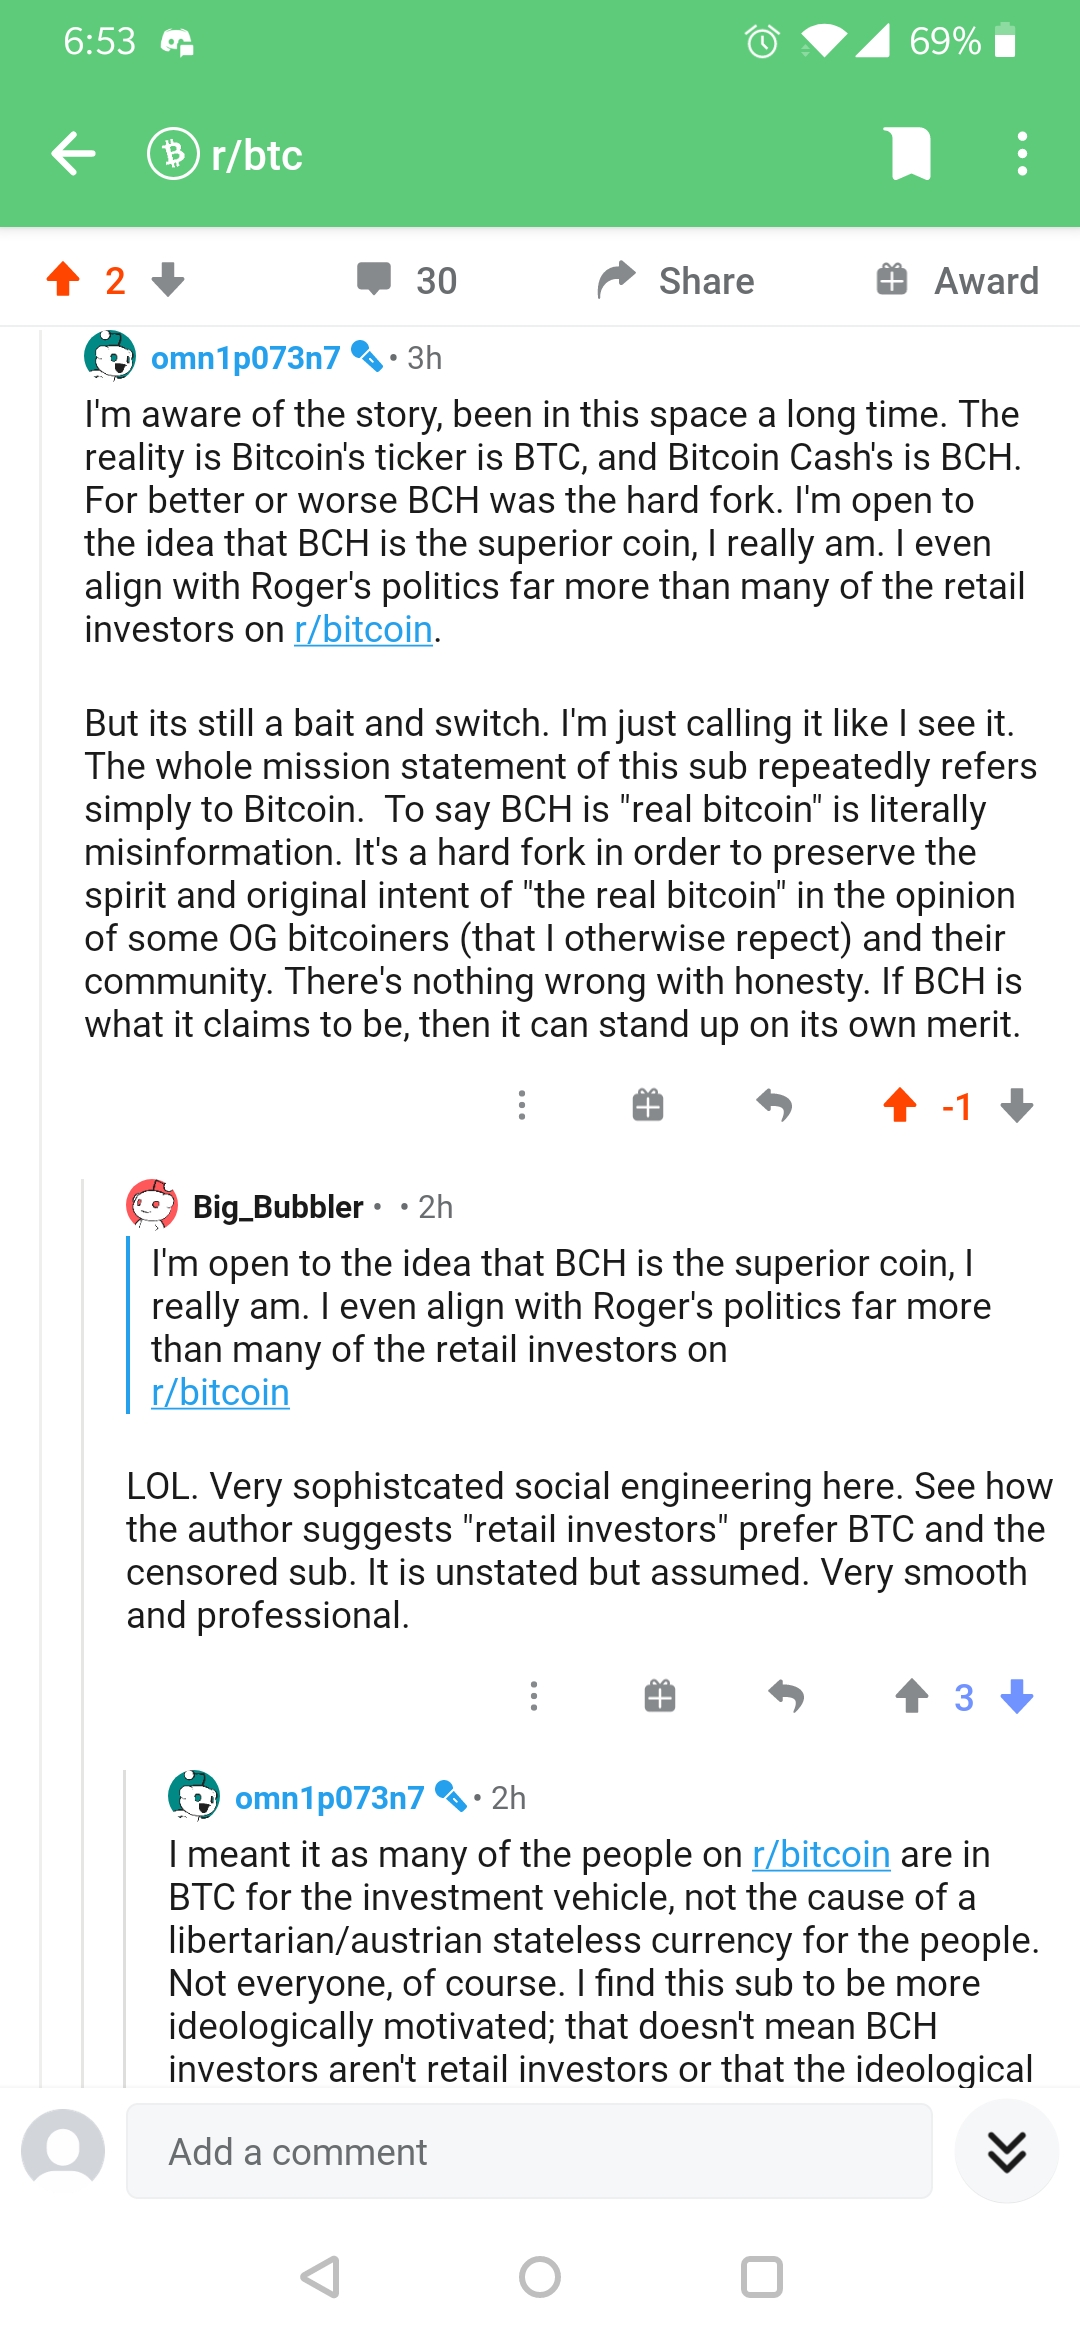 6:53 69%
r/btc
2 30 Share Award
omn1p073n7 • 3h
I'm aware of the story, been in this space a long time. The
reality is Bitcoin's ticker is BTC, and Bitcoin Cash's is BCH.
For better or worse BCH was the hard fork. I'm open to
the idea that BCH is the superior coin, I really am. I even
align with Roger's politics far more than many of the retail
investors on r/bitcoin.
But its still a bait and switch. I'm just calling it like I see it.
The whole mission statement of this sub repeatedly refers
simply to Bitcoin.  To say BCH is "real bitcoin" is literally
misinformation. It's a hard fork in order to preserve the
spirit and original intent of "the real bitcoin" in the opinion
of some OG bitcoiners (that I otherwise repect) and their
community. There's nothing wrong with honesty. If BCH is
what it claims to be, then it can stand up on its own merit.
-1
Big_Bubbler • • 2h
I'm open to the idea that BCH is the superior coin, I
really am. I even align with Roger's politics far more
than many of the retail investors on
r/bitcoin
LOL. Very sophistcated social engineering here. See how
the author suggests "retail investors" prefer BTC and the
censored sub. It is unstated but assumed. Very smooth
and professional.
3
omn1p073n7 • 2h
I meant it as many of the people on r/bitcoin are in
BTC for the investment vehicle, not the cause of a
libertarian/austrian stateless currency for the people.
Not everyone, of course. I find this sub to be more
ideologically motivated; that doesn't mean BCH
investors aren't retail investors or that the ideological
Add a comment